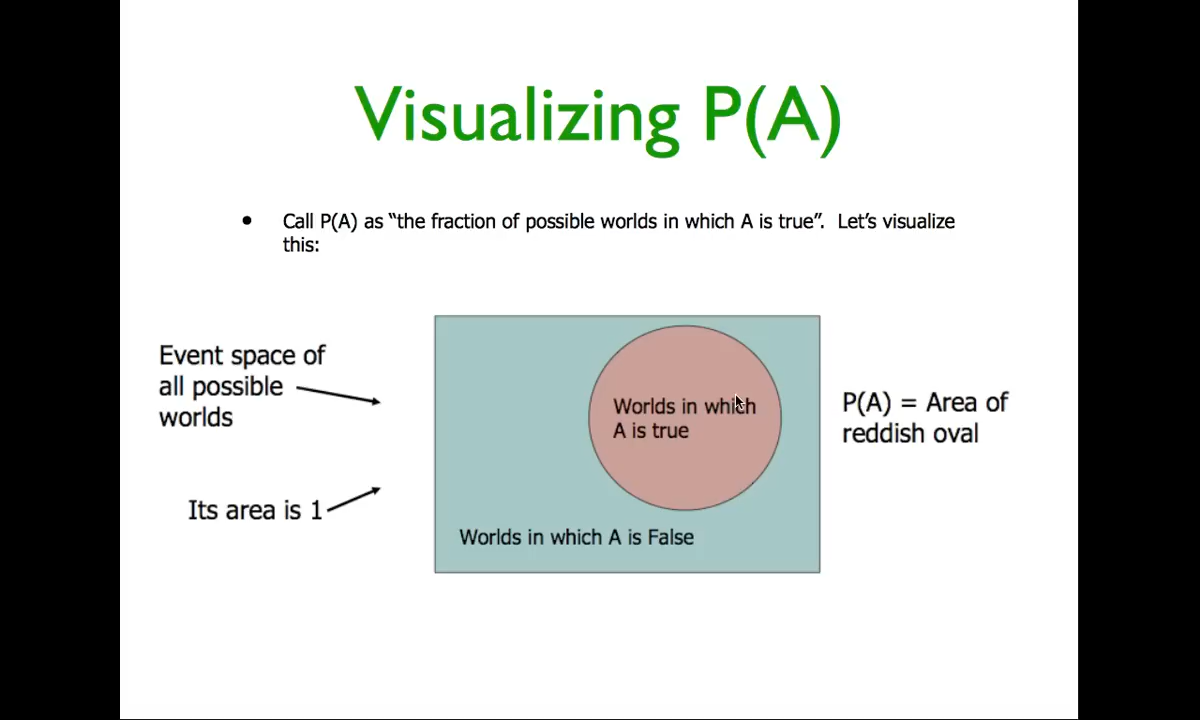 Visualizing P(A)
• Call P(A) as “the fraction of possible worlds in which A is true”. Let’s visualize
this:
Event space of
all possible
worlds
Its area is 1
Worlds in which
A is true
Worlds in which A is False
P(A) = Area of
reddish oval